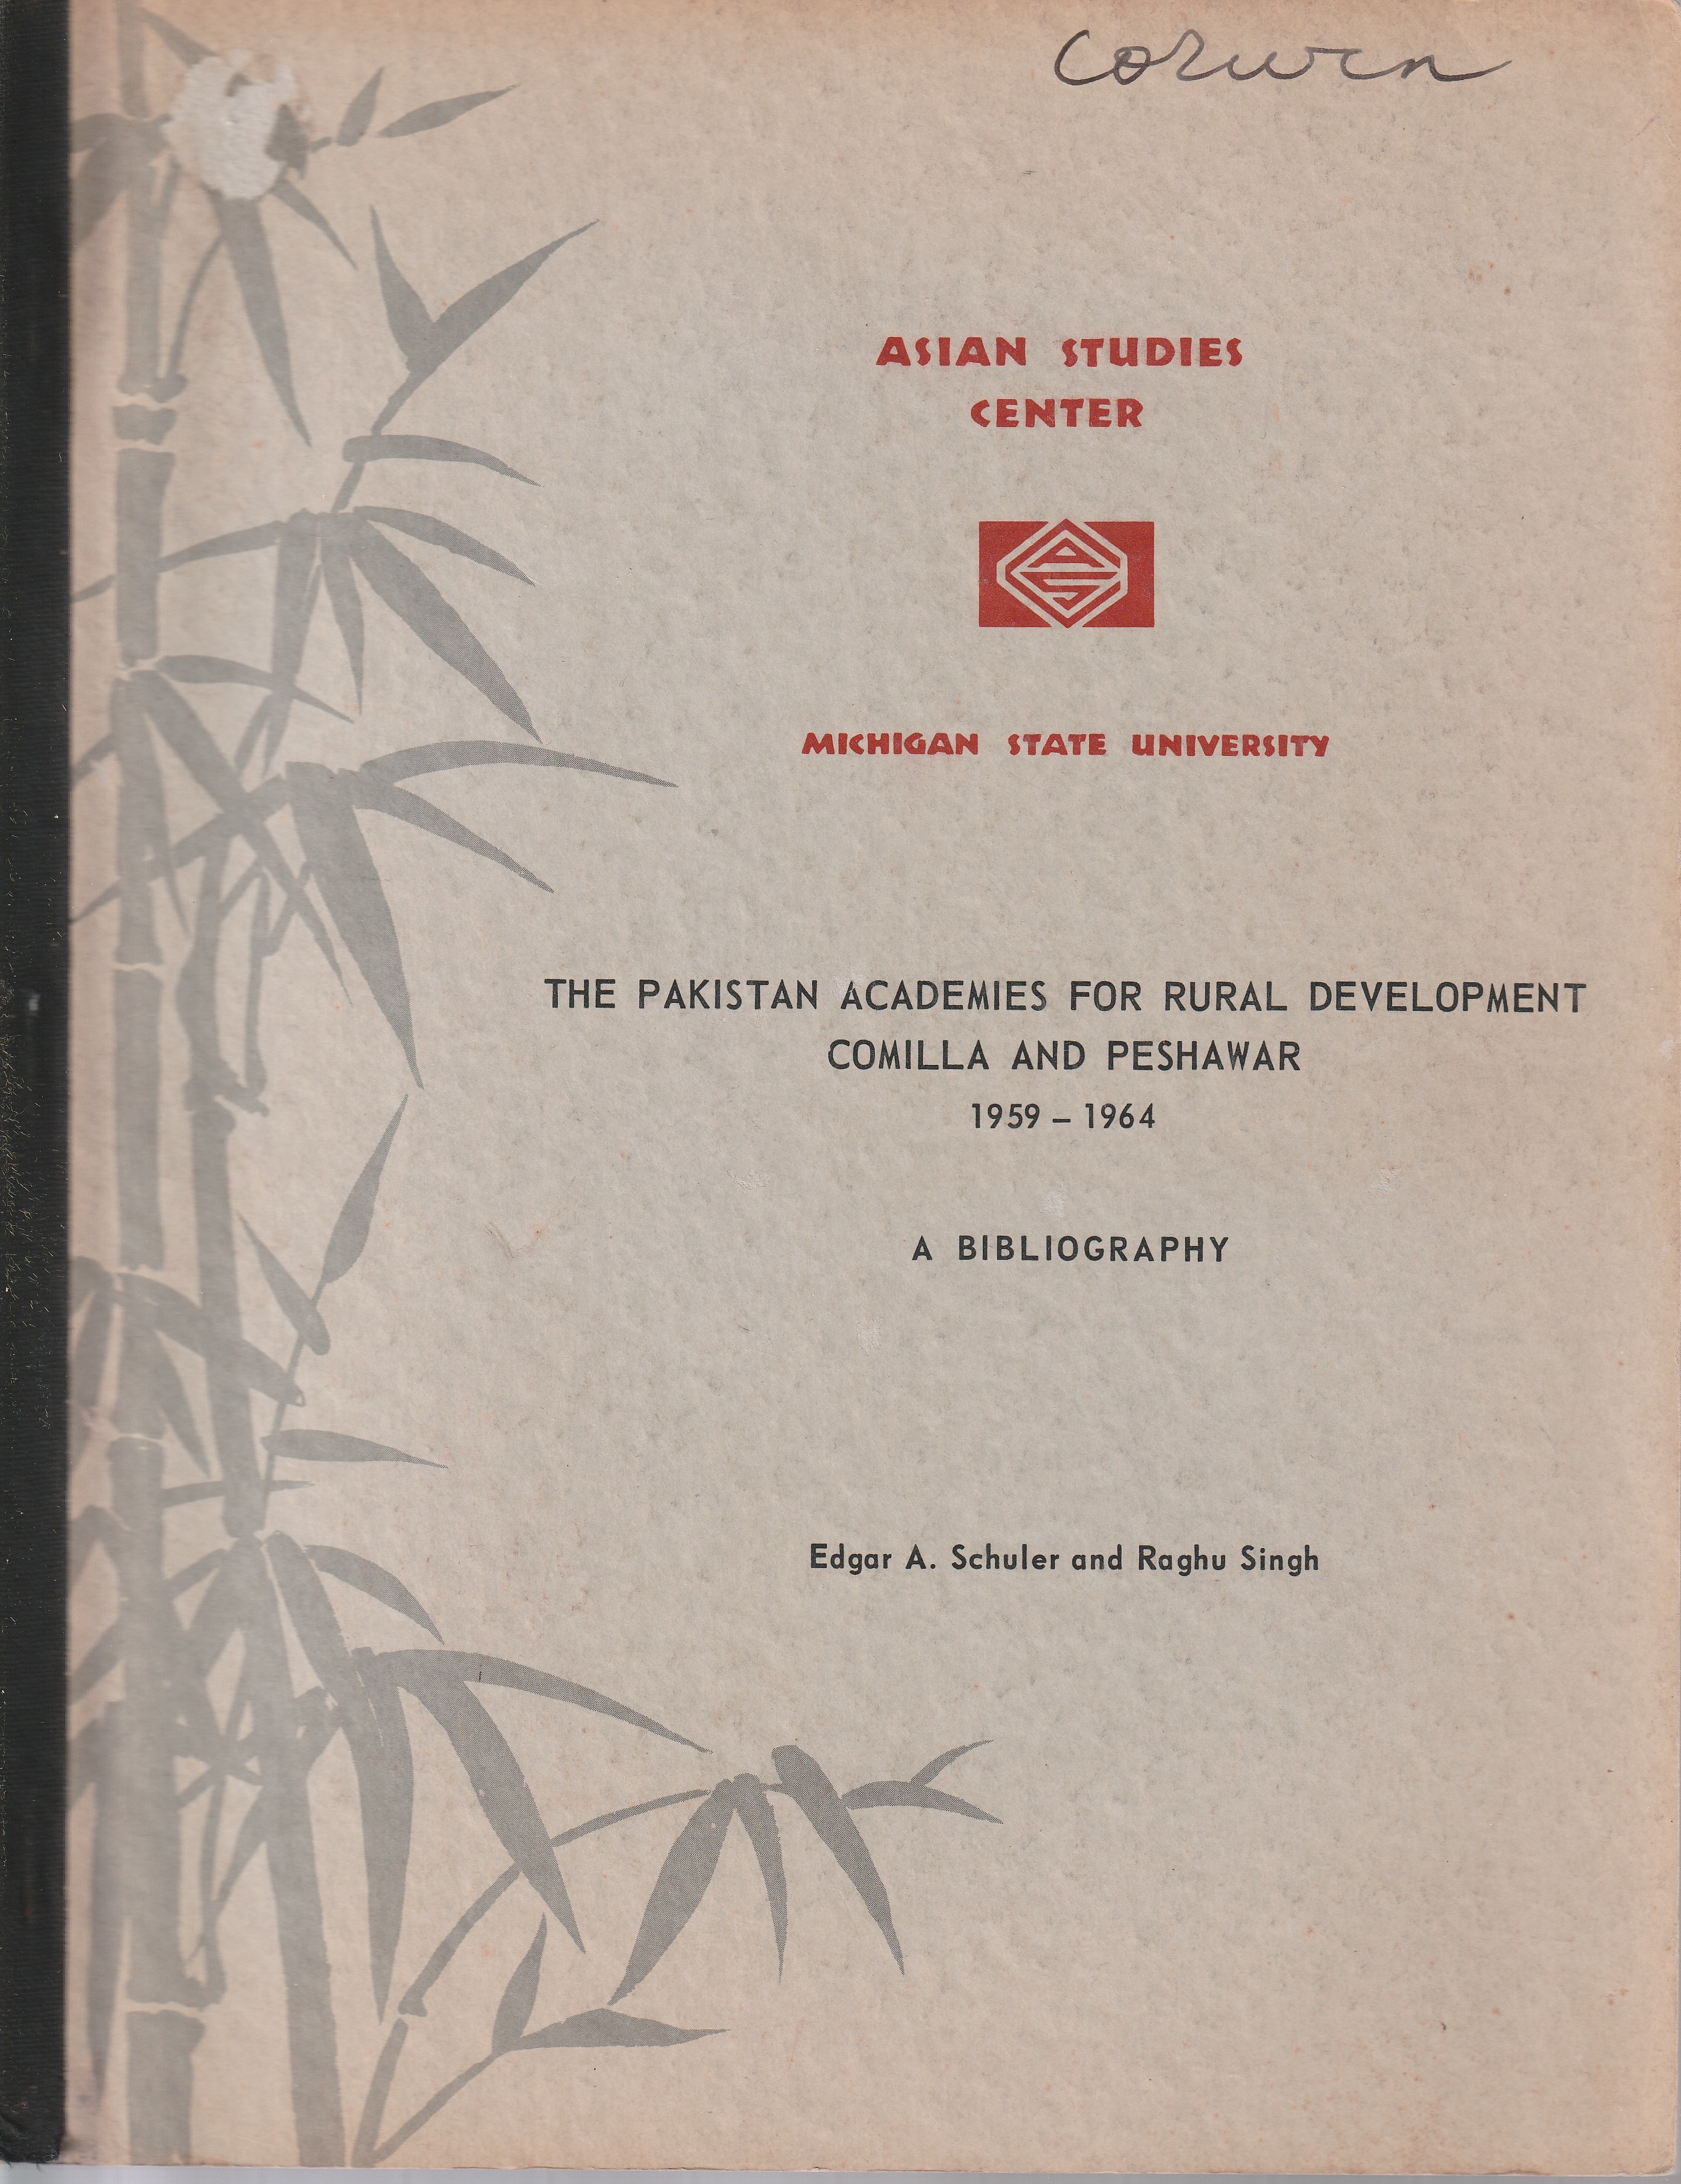 Corwin
ASIAN STUDIES
CENTER
MICHIGAN STATE UNIVERSITY
THE PAKISTAN ACADEMIES FOR RURAL DEVELOPMENT
COMILLA AND PESHAWAR
1959 – 1964
A BIBLIOGRAPHY
Edgar A. Schuler and Raghu Singh